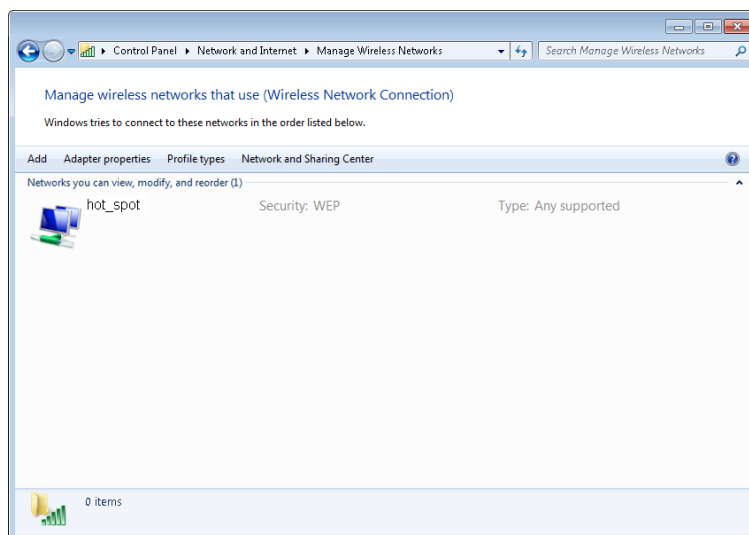 Control Panel Network and Internet Manage Wireless Networks Search Manage Wireless Networks
Manage wireless networks that use (Wireless Network Connection)
Windows tries to connect to these networks in the order listed below.
Add Adapter properties Profile types Network and Sharing Center
Networks you can view, modify, and reorder (1)
hot_spot Security: WEP Type: Any supported
0 items